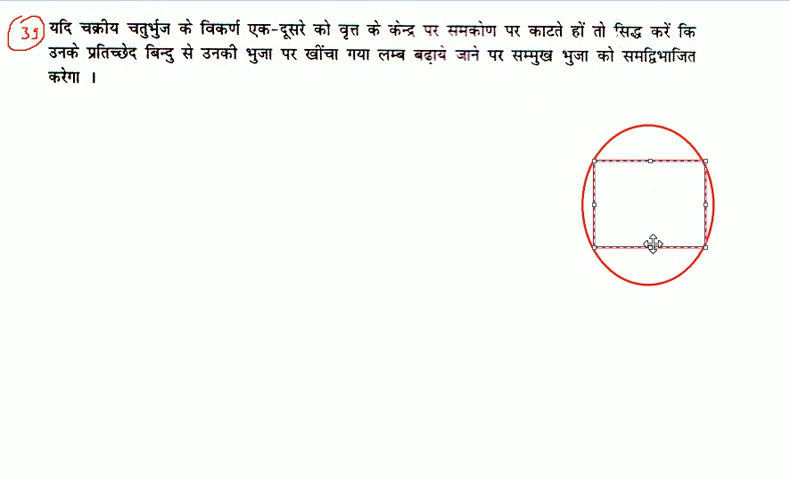 39 यदि चक्रीय चतुर्भुज के विकर्ण एक-दूसरे को वृत्त के केन्द्र पर समकोण पर काटते हों तो सिद्ध करें कि
उनके प्रतिच्छेद बिन्दु से उनकी भुजा पर खींचा गया लम्ब बढ़ाये जाने पर सम्मुख भुजा को समद्विभाजित
करेगा ।